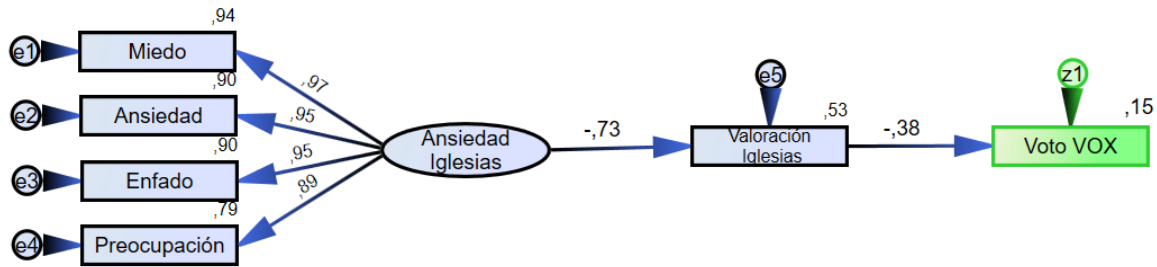 ,94
e1
Miedo
,97
,90
e2
Ansiedad
,95
,90
e3
Enfado
,95
,79
e4
Preocupación
,89
Ansiedad
Iglesias
-,73
e5
,53
Valoración
Iglesias
-,38
z1
,15
Voto VOX